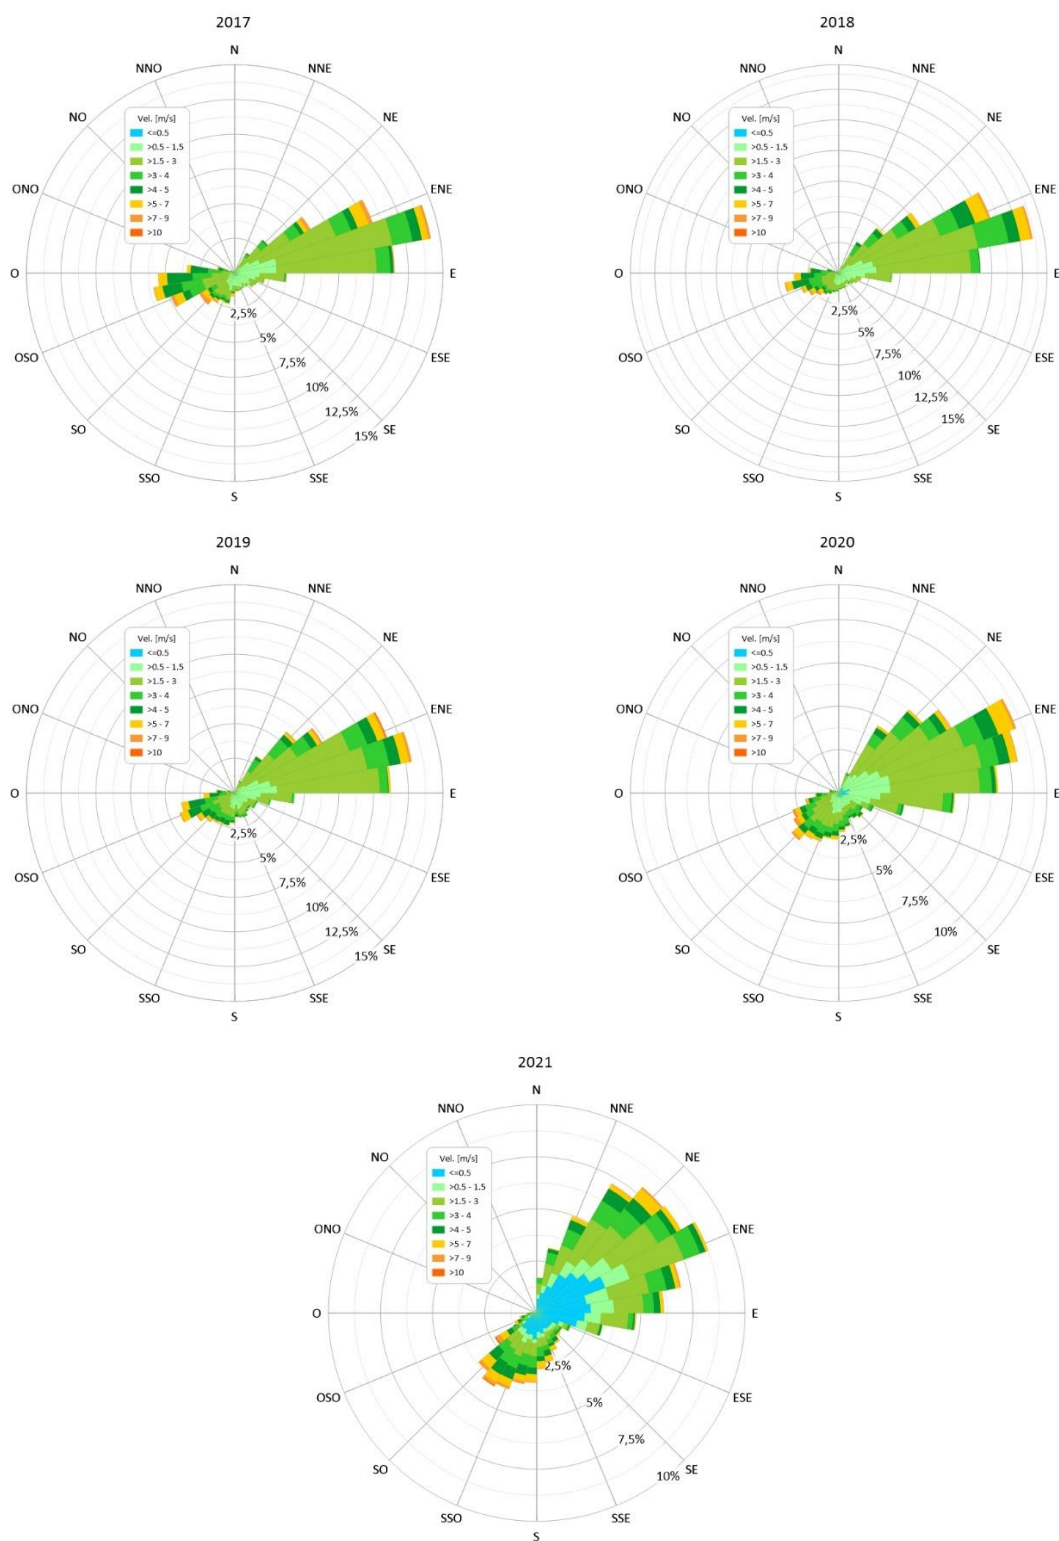 2017
N
NNO
NNE
NO
NE
Vel. [m/s]
<=0.5
>0.5 - 1.5
>1.5 - 3
>3 - 4
>4 - 5
>5 - 7
>7 - 9
>10
ONO
ENE
O
E
2,5%
5%
7,5%
10%
12,5%
15%
OSO
ESE
SO
SE
SSO
SSE
S
2018
N
NNO
NNE
NO
NE
Vel. [m/s]
<=0.5
>0.5 - 1.5
>1.5 - 3
>3 - 4
>4 - 5
>5 - 7
>7 - 9
>10
ONO
ENE
O
E
2,5%
5%
7,5%
10%
12,5%
15%
OSO
ESE
SO
SE
SSO
SSE
S
2019
N
NNO
NNE
NO
NE
Vel. [m/s]
<=0.5
>0.5 - 1.5
>1.5 - 3
>3 - 4
>4 - 5
>5 - 7
>7 - 9
>10
ONO
ENE
O
E
2,5%
5%
7,5%
10%
12,5%
15%
OSO
ESE
SO
SE
SSO
SSE
S
2020
N
NNO
NNE
NO
NE
Vel. [m/s]
<=0.5
>0.5 - 1.5
>1.5 - 3
>3 - 4
>4 - 5
>5 - 7
>7 - 9
>10
ONO
ENE
O
E
2,5%
5%
7,5%
10%
OSO
ESE
SO
SE
SSO
SSE
S
2021
N
NNO
NNE
NO
NE
Vel. [m/s]
<=0.5
>0.5 - 1.5
>1.5 - 3
>3 - 4
>4 - 5
>5 - 7
>7 - 9
>10
ONO
ENE
O
E
2,5%
5%
7,5%
10%
OSO
ESE
SO
SE
SSO
SSE
S